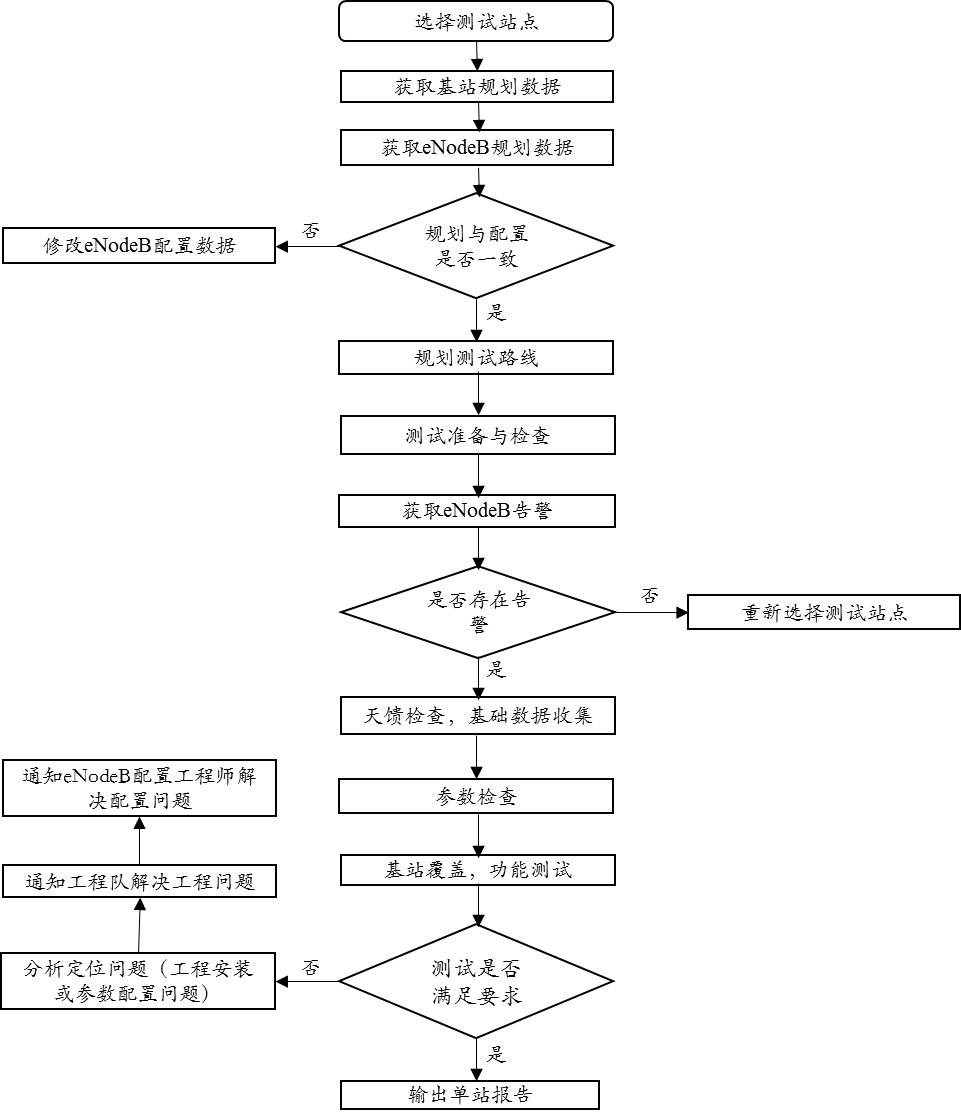 选择测试站点
获取基站规划数据
获取eNodeB规划数据
规划与配置
是否一致
否
修改eNodeB配置数据
是
规划测试路线
测试准备与检查
获取eNodeB告警
是否存在告
警
否
重新选择测试站点
是
天馈检查，基础数据收集
参数检查
基站覆盖，功能测试
测试是否
满足要求
否
分析定位问题（工程安装
或参数配置问题）
通知工程队解决工程问题
通知eNodeB配置工程师解
决配置问题
是
输出单站报告